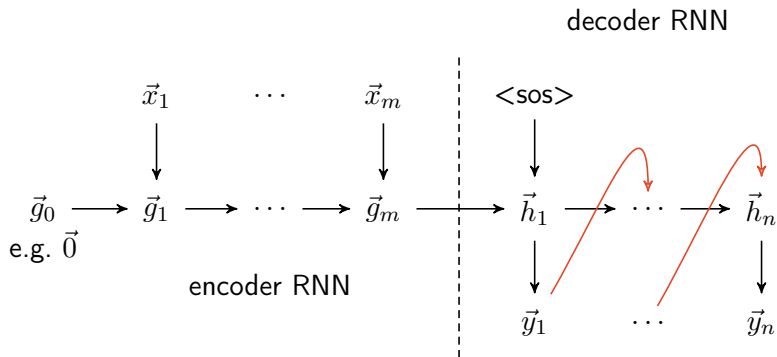 decoder RNN
x⃗₁ ⋯ x⃗ₘ <sos>
g⃗₀ g⃗₁ ⋯ g⃗ₘ h⃗₁ ⋯ h⃗ₙ
e.g. 0⃗
encoder RNN
y⃗₁ ⋯ y⃗ₙ